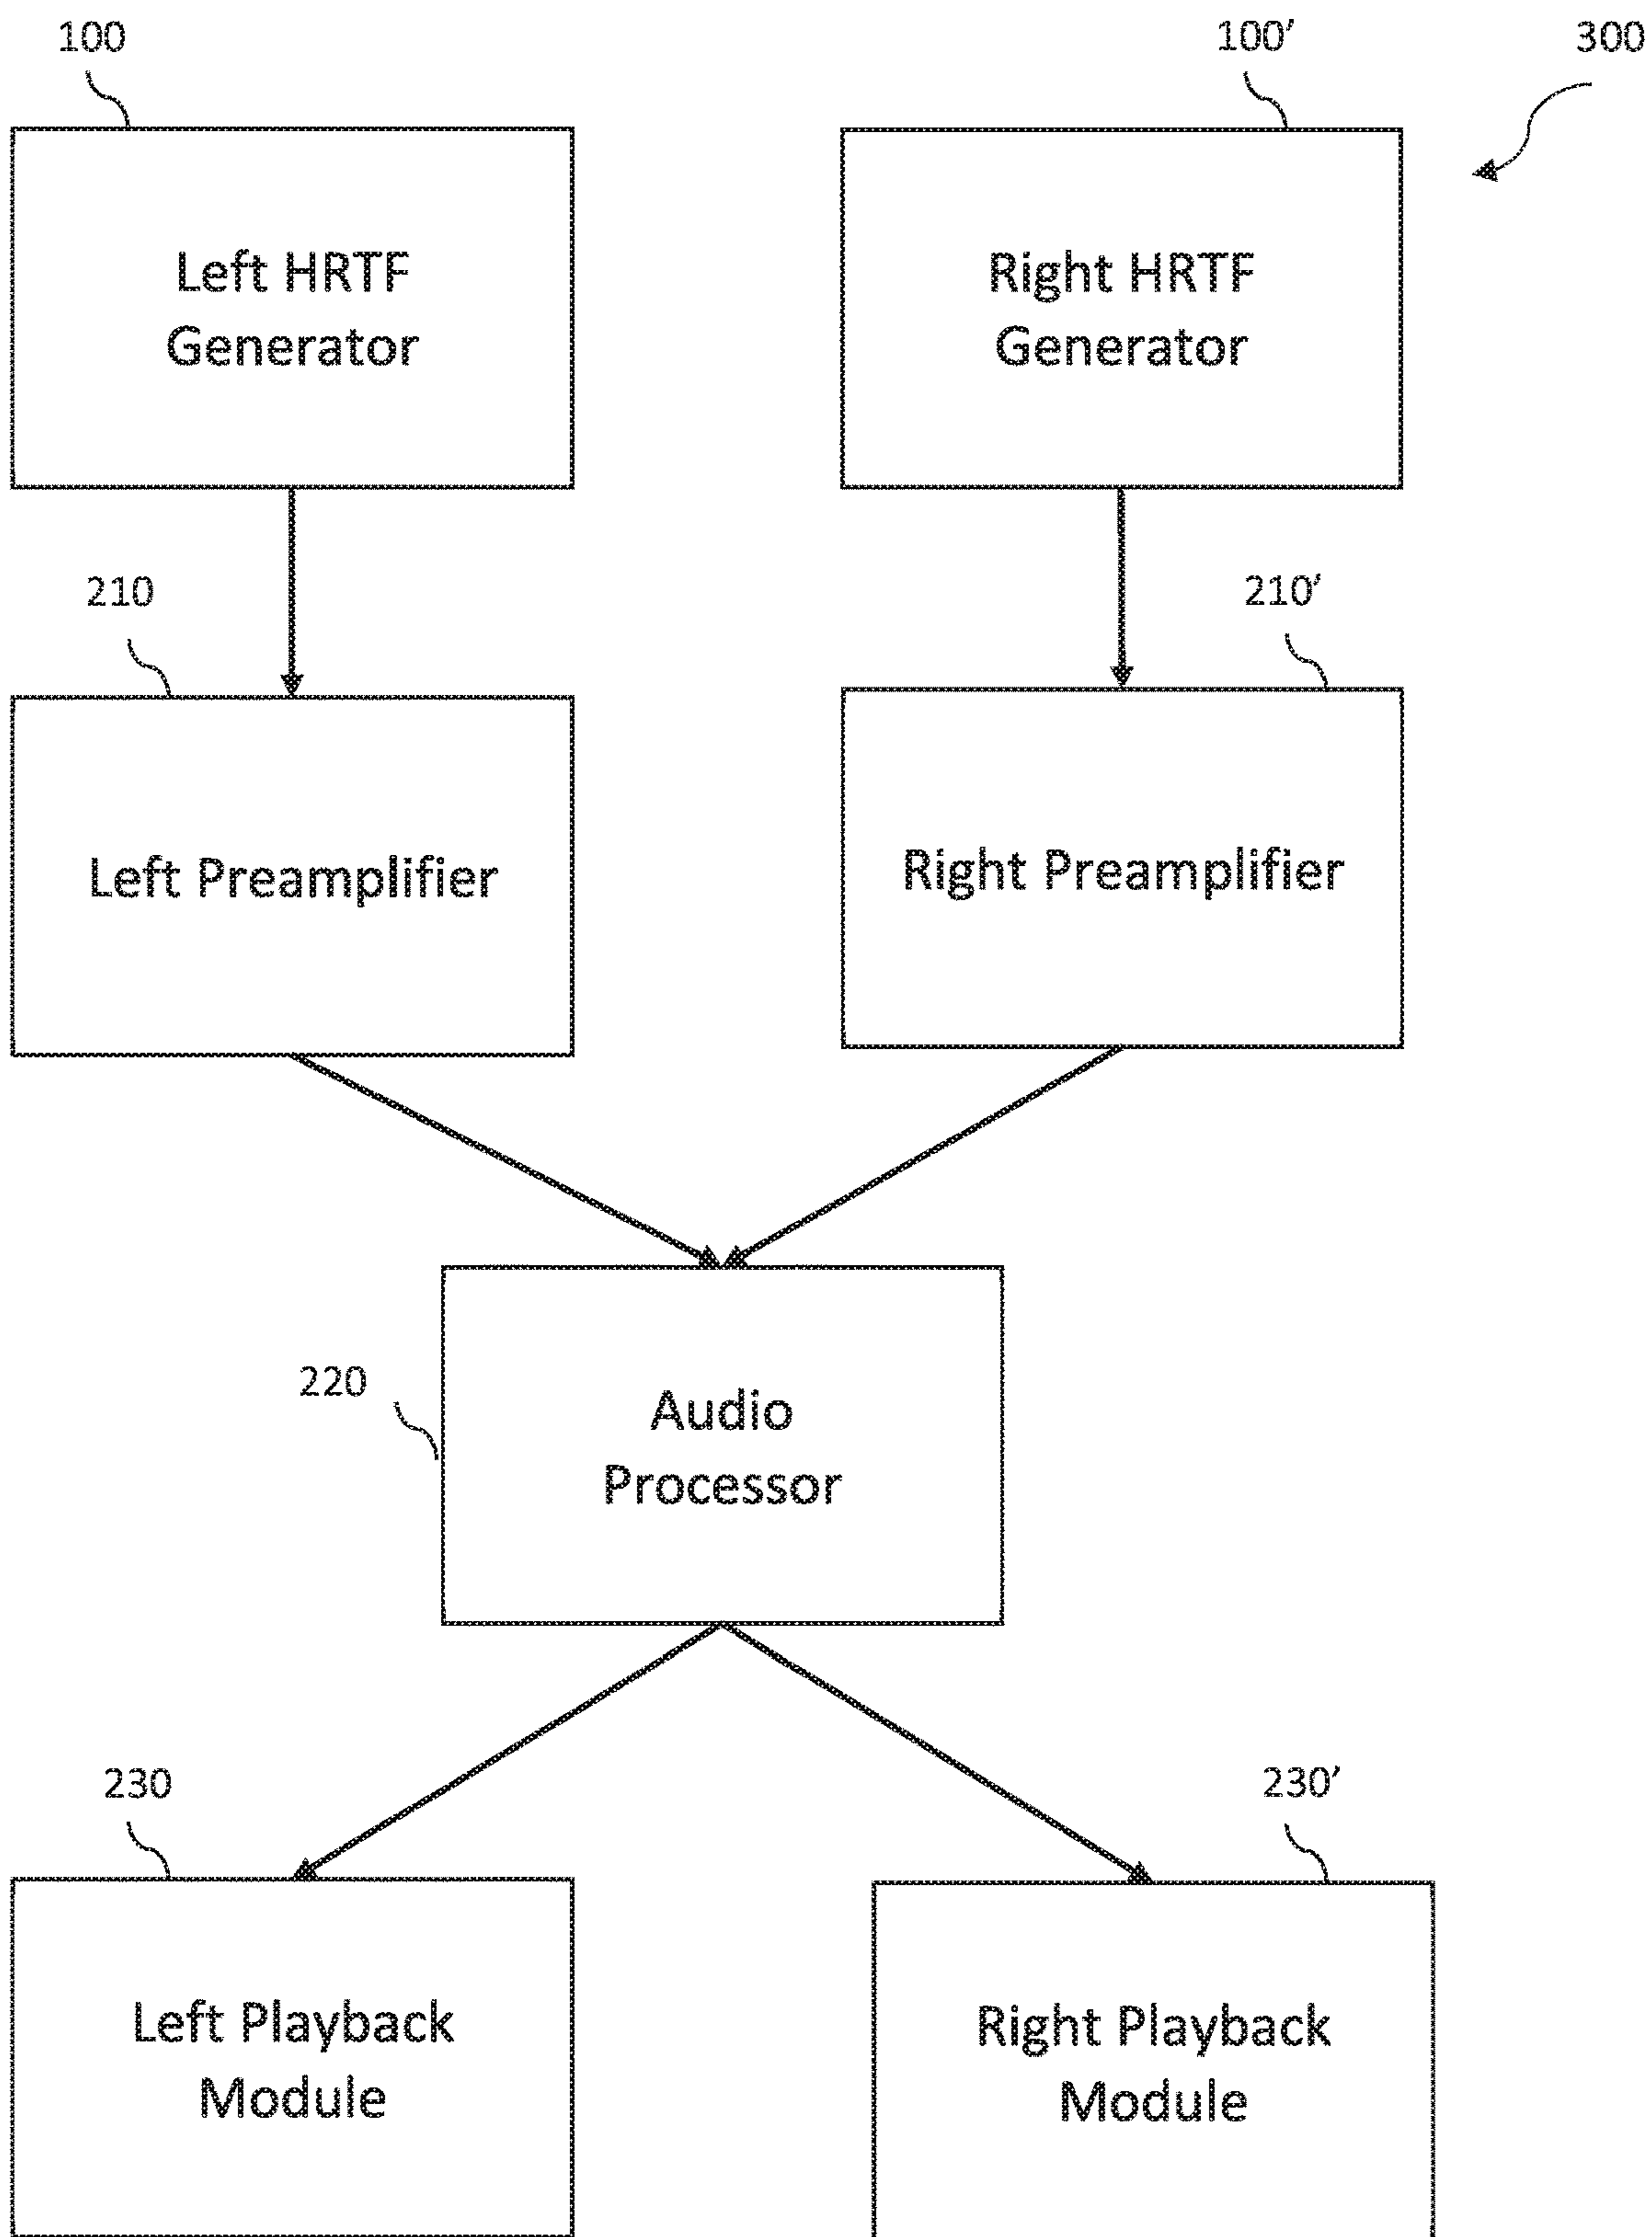 100
100’
300
Left HRTF
Generator
Right HRTF
Generator
210
210’
Left Preamplifier
Right Preamplifier
220
Audio
Processor
230
230’
Left Playback
Module
Right Playback
Module